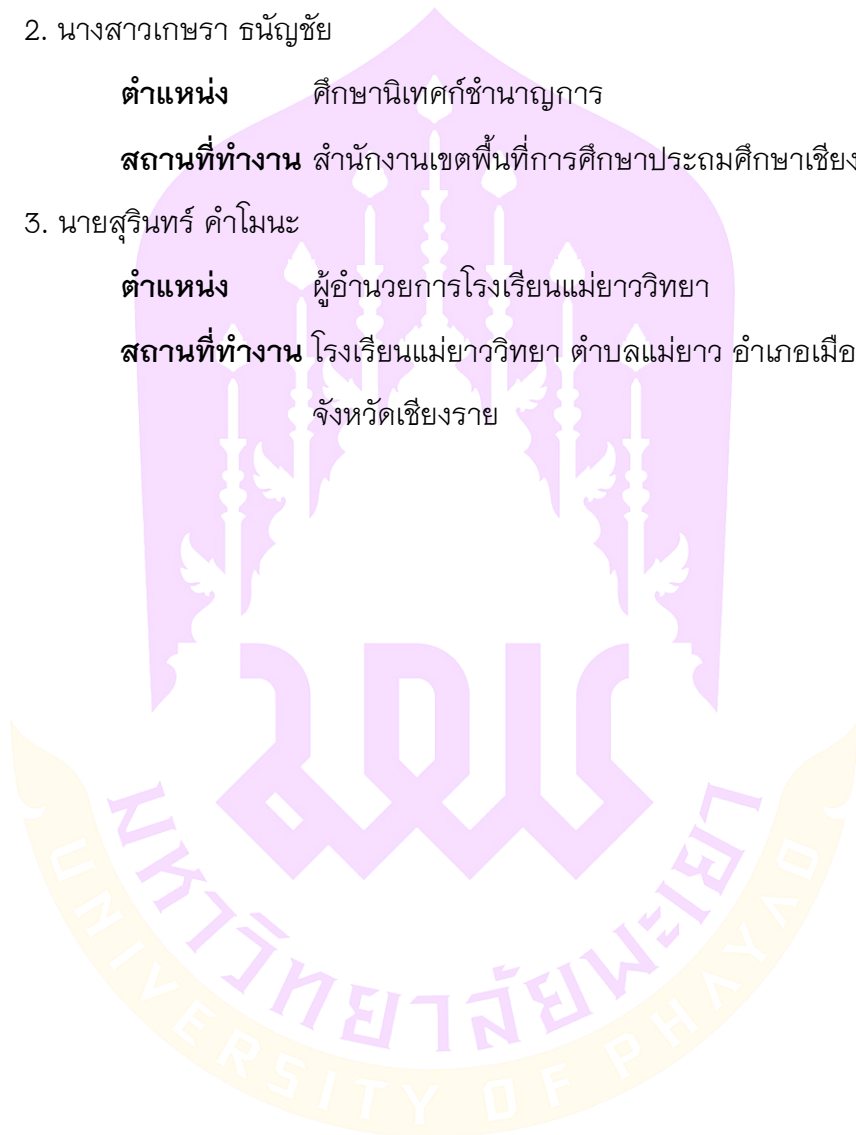 2. นางสาวเกษรา ธนัญชัย
ตำแหน่ง ศึกษานิเทศก์ชำนาญการ
สถานที่ทำงาน สำนักงานเขตพื้นที่การศึกษาประถมศึกษาเชียง
3. นายสุรินทร์ คำโมนะ
ตำแหน่ง ผู้อำนวยการโรงเรียนแม่ยาววิทยา
สถานที่ทำงาน โรงเรียนแม่ยาววิทยา ตำบลแม่ยาว อำเภอเมือ
จังหวัดเชียงราย
มหาวิทยาลัยพะเยา
UNIVERSITY OF PHAYAO